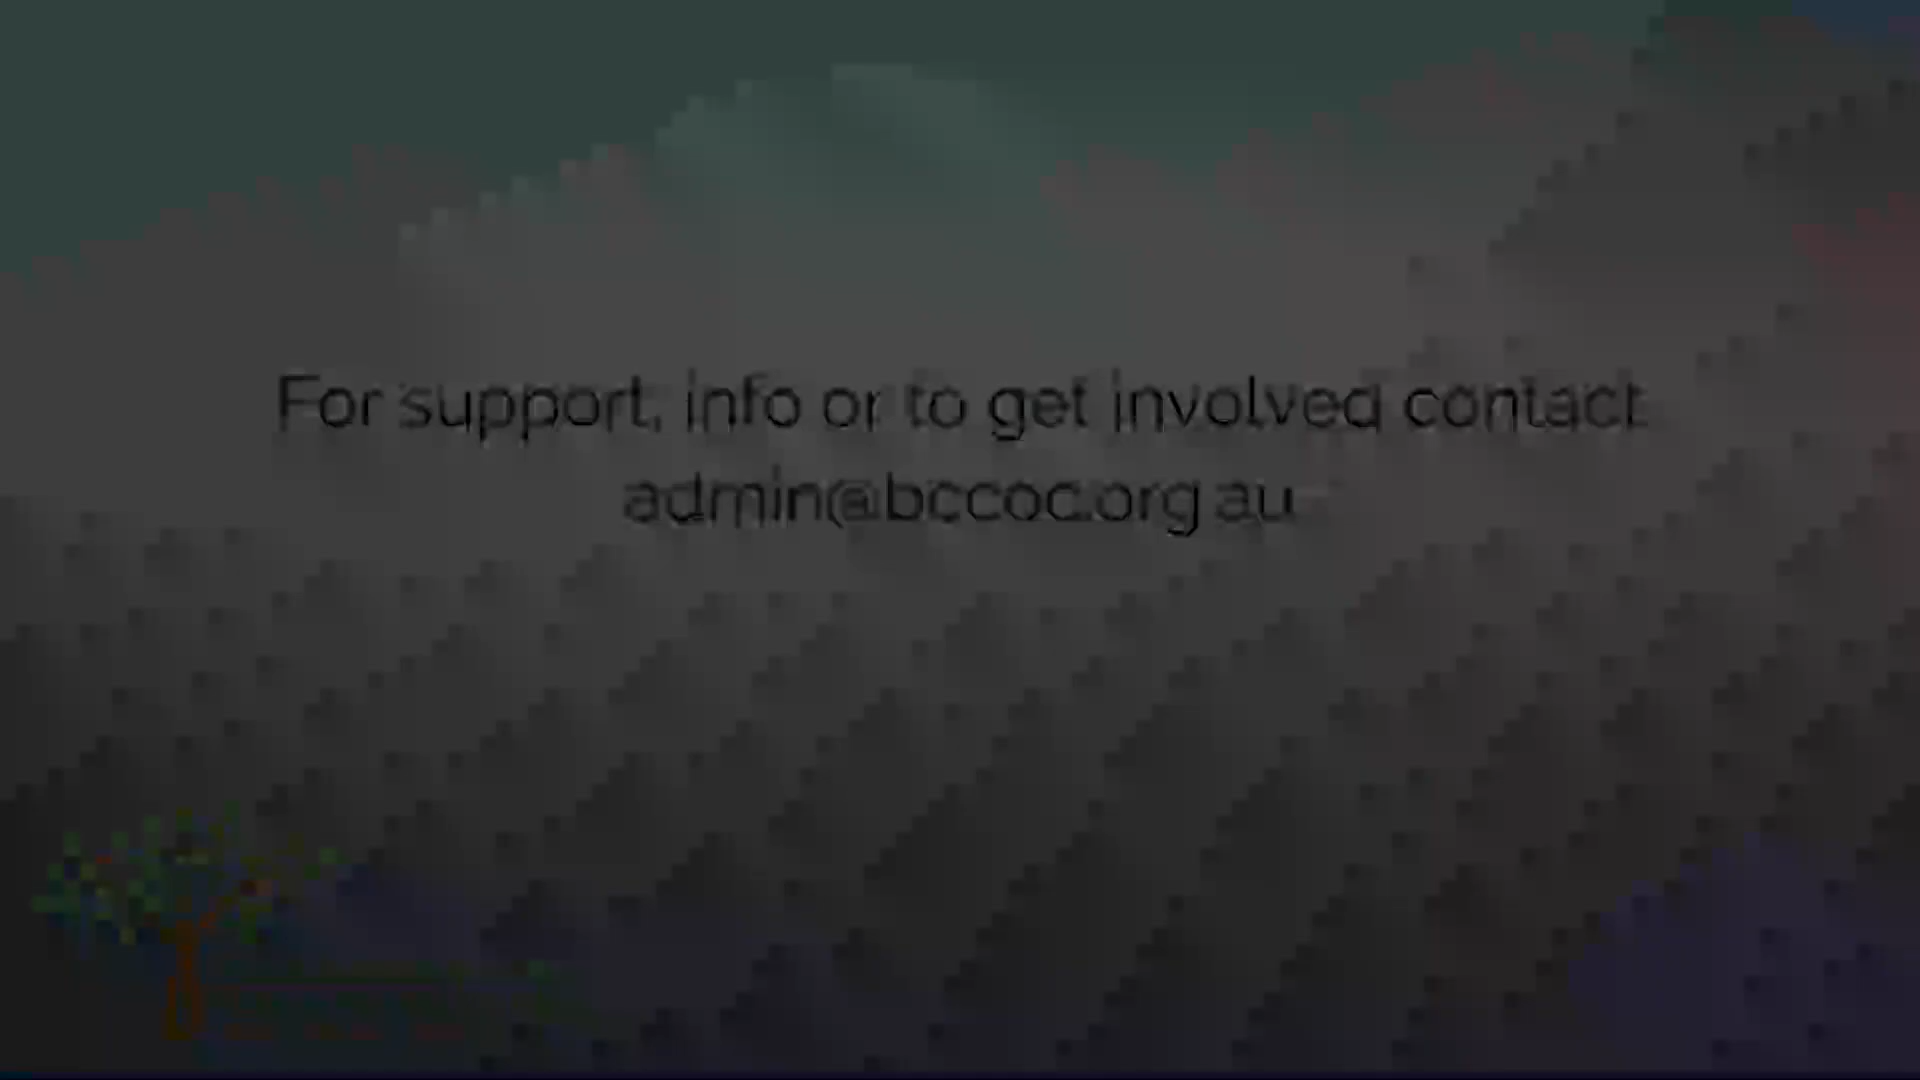 For support, info or to get involved contact
admin@bccoc.org.au